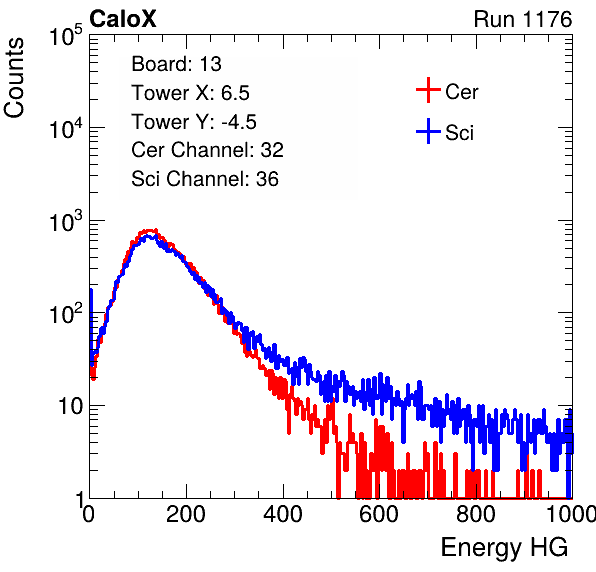 CaloX Run 1176
Counts
10^5
10^4
10^3
10^2
10
1
Board: 13
Tower X: 6.5
Tower Y: -4.5
Cer Channel: 32
Sci Channel: 36
Cer
Sci
0 200 400 600 800 1000
Energy HG